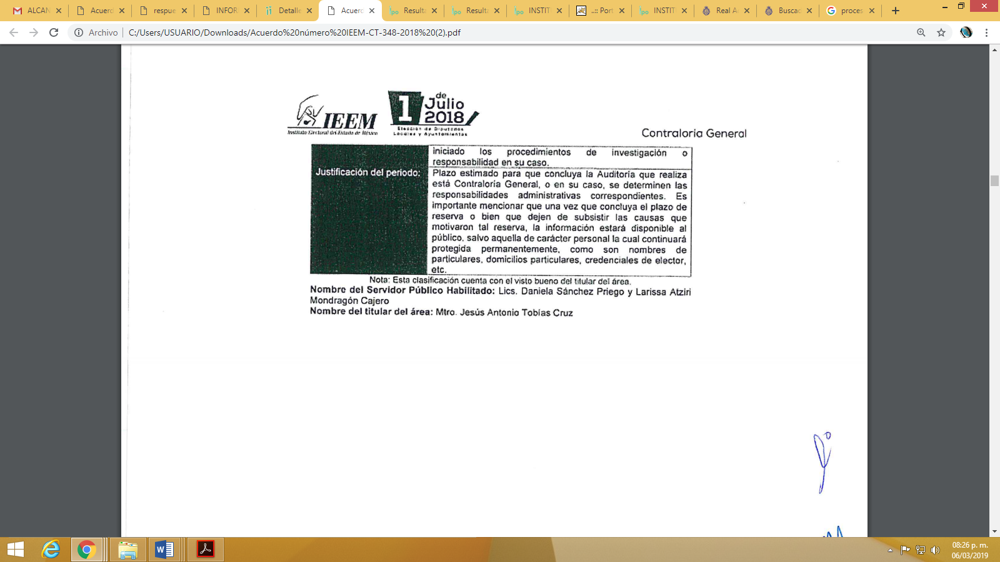 ALCAN
Acuerd
respue
INFOR
Detalle
Acuerd
Resulta
Resulta
INSTIT
..:: Port
INSTIT
Real Ac
Buscad
proces
Archivo | C:/Users/USUARIO/Downloads/Acuerdo%20número%20IEEM-CT-348-2018%20(2).pdf
IEEM
Instituto Electoral del Estado de México
1 de Julio 2018
Elección de Diputados
Locales y Ayuntamientos
Contraloría General
iniciado los procedimientos de investigación o
responsabilidad en su caso.
Justificación del periodo:
Plazo estimado para que concluya la Auditoría que realiza
está Contraloría General, o en su caso, se determinen las
responsabilidades administrativas correspondientes. Es
importante mencionar que una vez que concluya el plazo de
reserva o bien que dejen de subsistir las causas que
motivaron tal reserva, la información estará disponible al
público, salvo aquella de carácter personal la cual continuará
protegida permanentemente, como son nombres de
particulares, domicilios particulares, credenciales de elector,
etc.
Nota: Esta clasificación cuenta con el visto bueno del titular del área.
Nombre del Servidor Público Habilitado: Lics. Daniela Sánchez Priego y Larissa Atziri
Mondragón Cajero
Nombre del titular del área: Mtro. Jesús Antonio Tobías Cruz
08:26 p. m.
06/03/2019